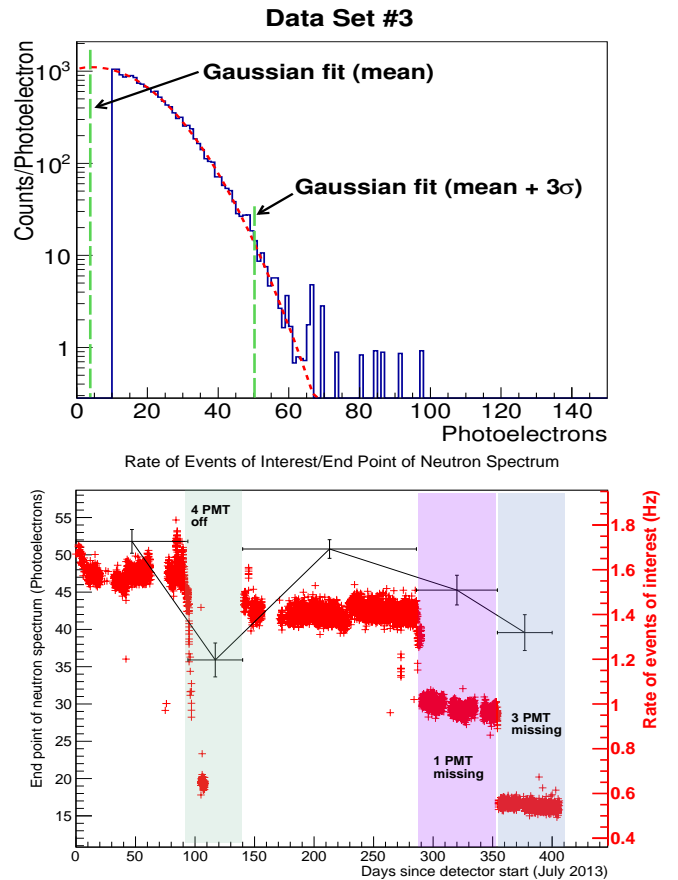 Data Set #3
Counts/Photoelectron
10³
10²
10
1
Gaussian fit (mean)
Gaussian fit (mean + 3σ)
0 20 40 60 80 100 120 140
Photoelectrons
Rate of Events of Interest/End Point of Neutron Spectrum
End point of neutron spectrum (Photoelectrons)
55
50
45
40
35
30
25
20
15
4 PMT
off
1 PMT
missing
3 PMT
missing
1.8
1.6
1.4
1.2
1
0.8
0.6
0.4
Rate of events of interest (Hz)
0 50 100 150 200 250 300 350 400
Days since detector start (July 2013)